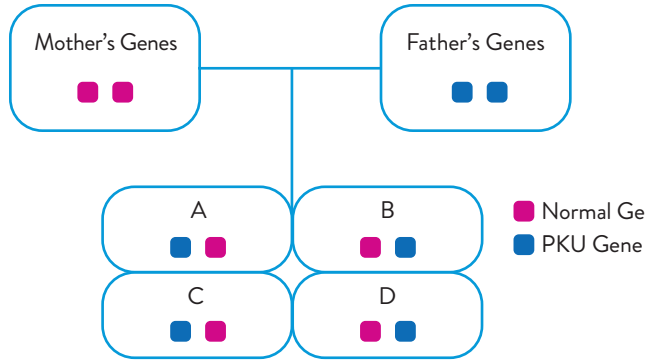 Mother's Genes
Father's Genes
A
B
C
D
Normal Ge
PKU Gene